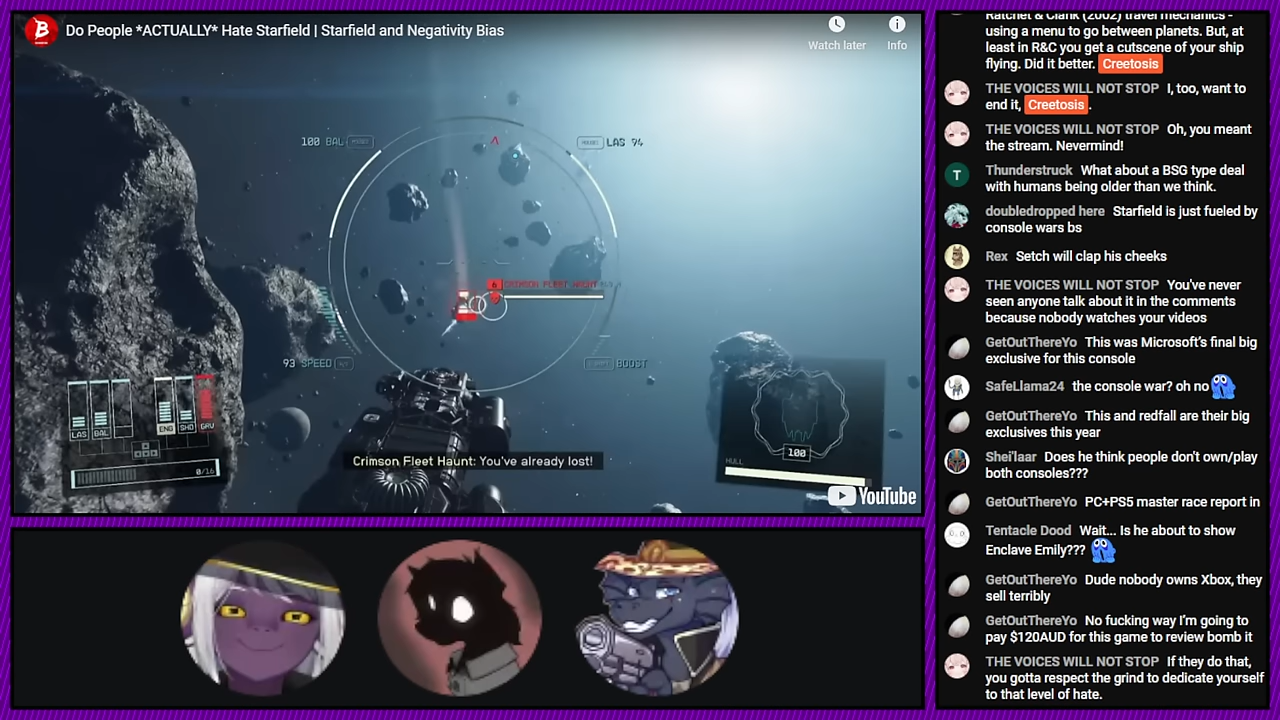 Do People *ACTUALLY* Hate Starfield | Starfield and Negativity Bias
Watch later
Info
100 BAL
LAS 94
6 CRIMSON FLEET HAUNT
93 SPEED
BOOST
LAS
BAL
ENG
SHD
GRV
0/16
100
HULL
Crimson Fleet Haunt: You've already lost!
YouTube
Ratchet & Clank (2002) travel mechanics -
using a menu to go between planets. But, at
least in R&C you get a cutscene of your ship
flying. Did it better. Creetosis
THE VOICES WILL NOT STOP I, too, want to
end it, Creetosis.
THE VOICES WILL NOT STOP Oh, you meant
the stream. Nevermind!
T
Thunderstruck What about a BSG type deal
with humans being older than we think.
doubledropped here Starfield is just fueled by
console wars bs
Rex Setch will clap his cheeks
THE VOICES WILL NOT STOP You've never
seen anyone talk about it in the comments
because nobody watches your videos
GetOutThereYo This was Microsoft's final big
exclusive for this console
SafeLlama24 the console war? oh no
GetOutThereYo This and redfall are their big
exclusives this year
Shei'laar Does he think people don't own/play
both consoles???
GetOutThereYo PC+PS5 master race report in
Tentacle Dood Wait... Is he about to show
Enclave Emily???
GetOutThereYo Dude nobody owns Xbox, they
sell terribly
GetOutThereYo No fucking way I'm going to
pay $120AUD for this game to review bomb it
THE VOICES WILL NOT STOP If they do that,
you gotta respect the grind to dedicate yourself
to that level of hate.